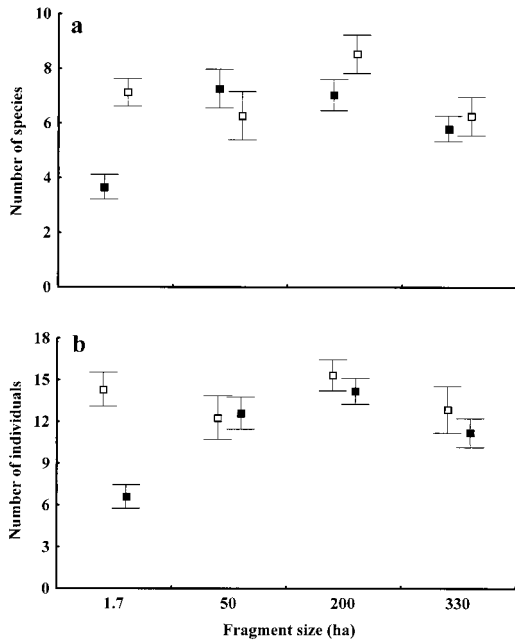 a
10
8
6
4
2
0
Number of species
b
18
15
12
9
6
3
0
Number of individuals
1.7 50 200 330
Fragment size (ha)